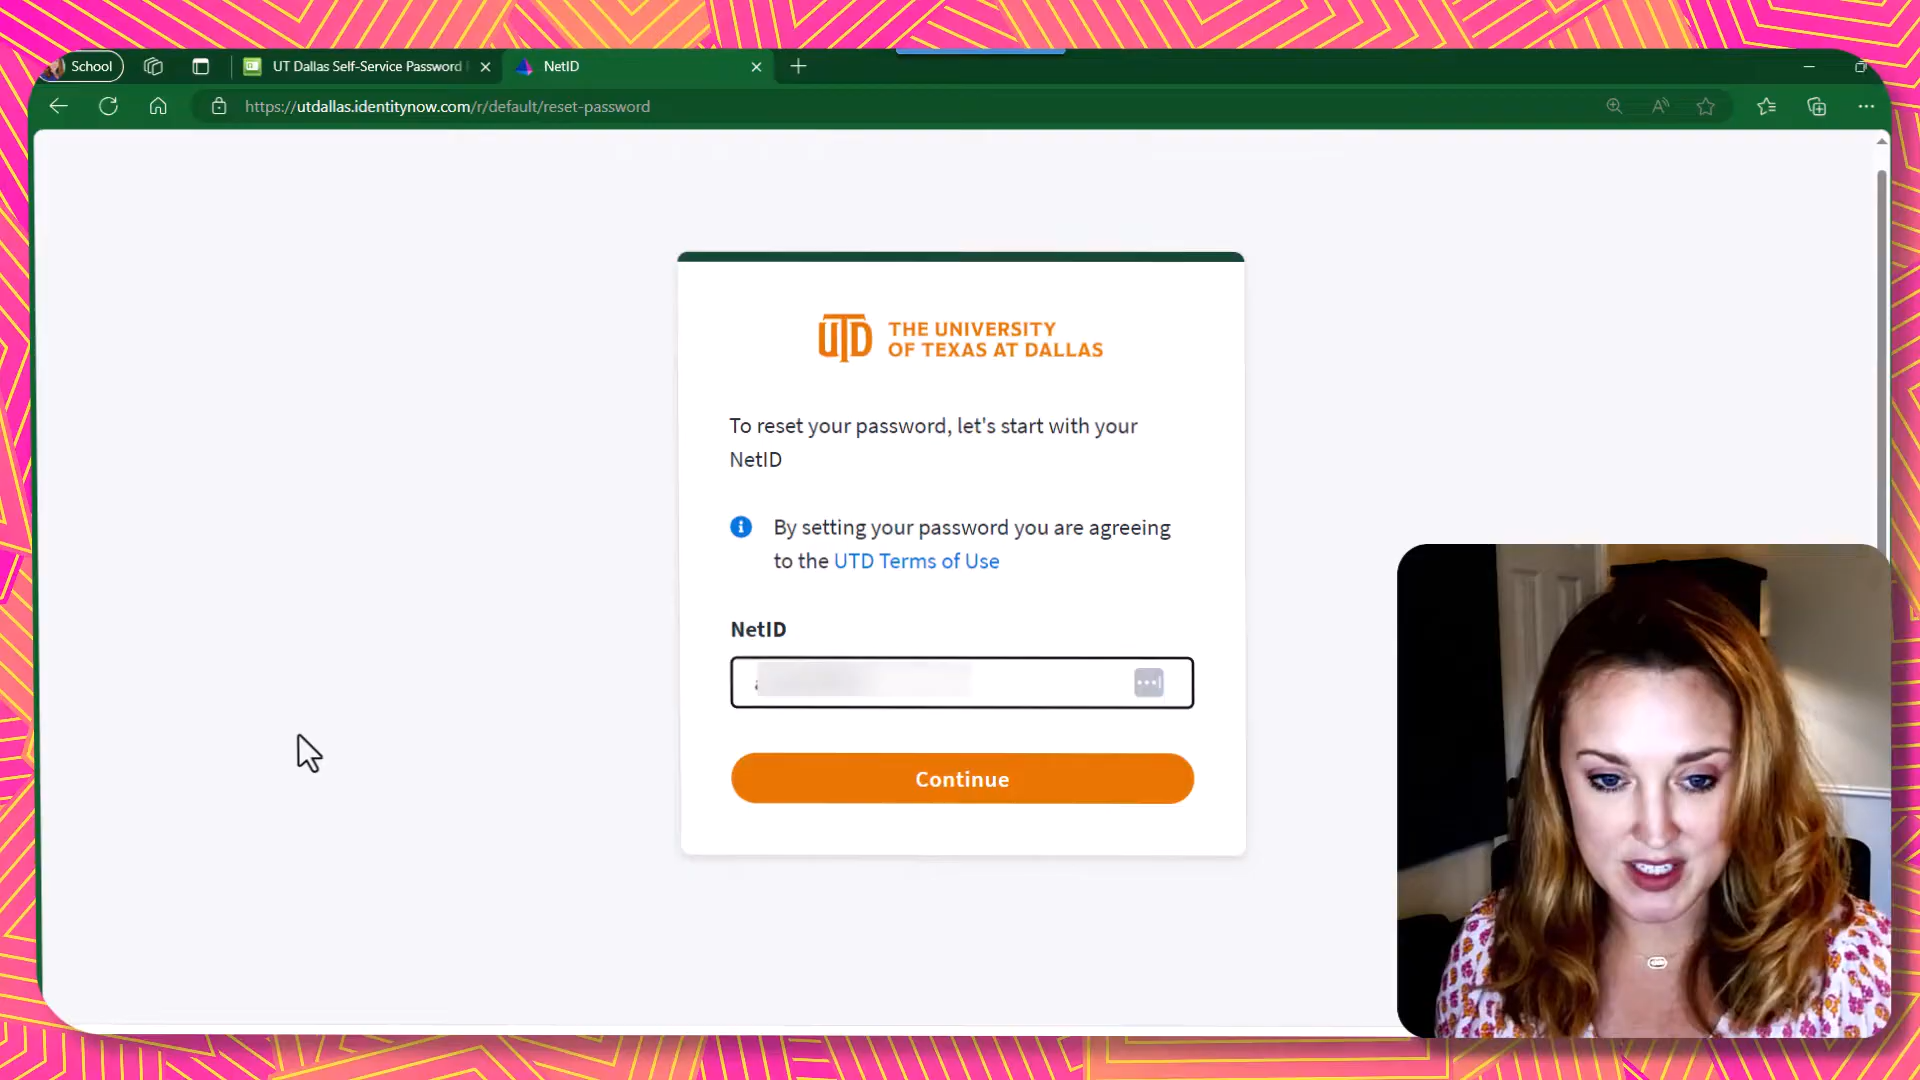 School
UT Dallas Self-Service Password
NetID
https://utdallas.identitynow.com/r/default/reset-password
UTD
THE UNIVERSITY
OF TEXAS AT DALLAS
To reset your password, let's start with your
NetID
By setting your password you are agreeing
to the UTD Terms of Use
NetID
Continue